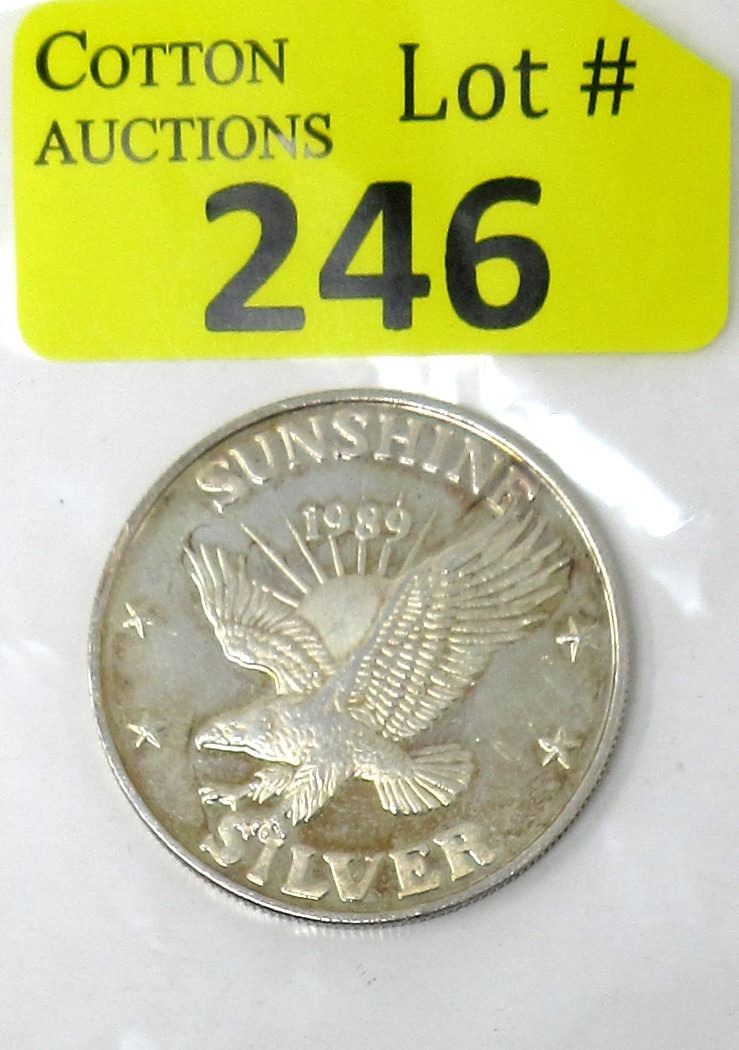 COTTON
AUCTIONS
Lot #
246
SUNSHINE
1989
SILVER